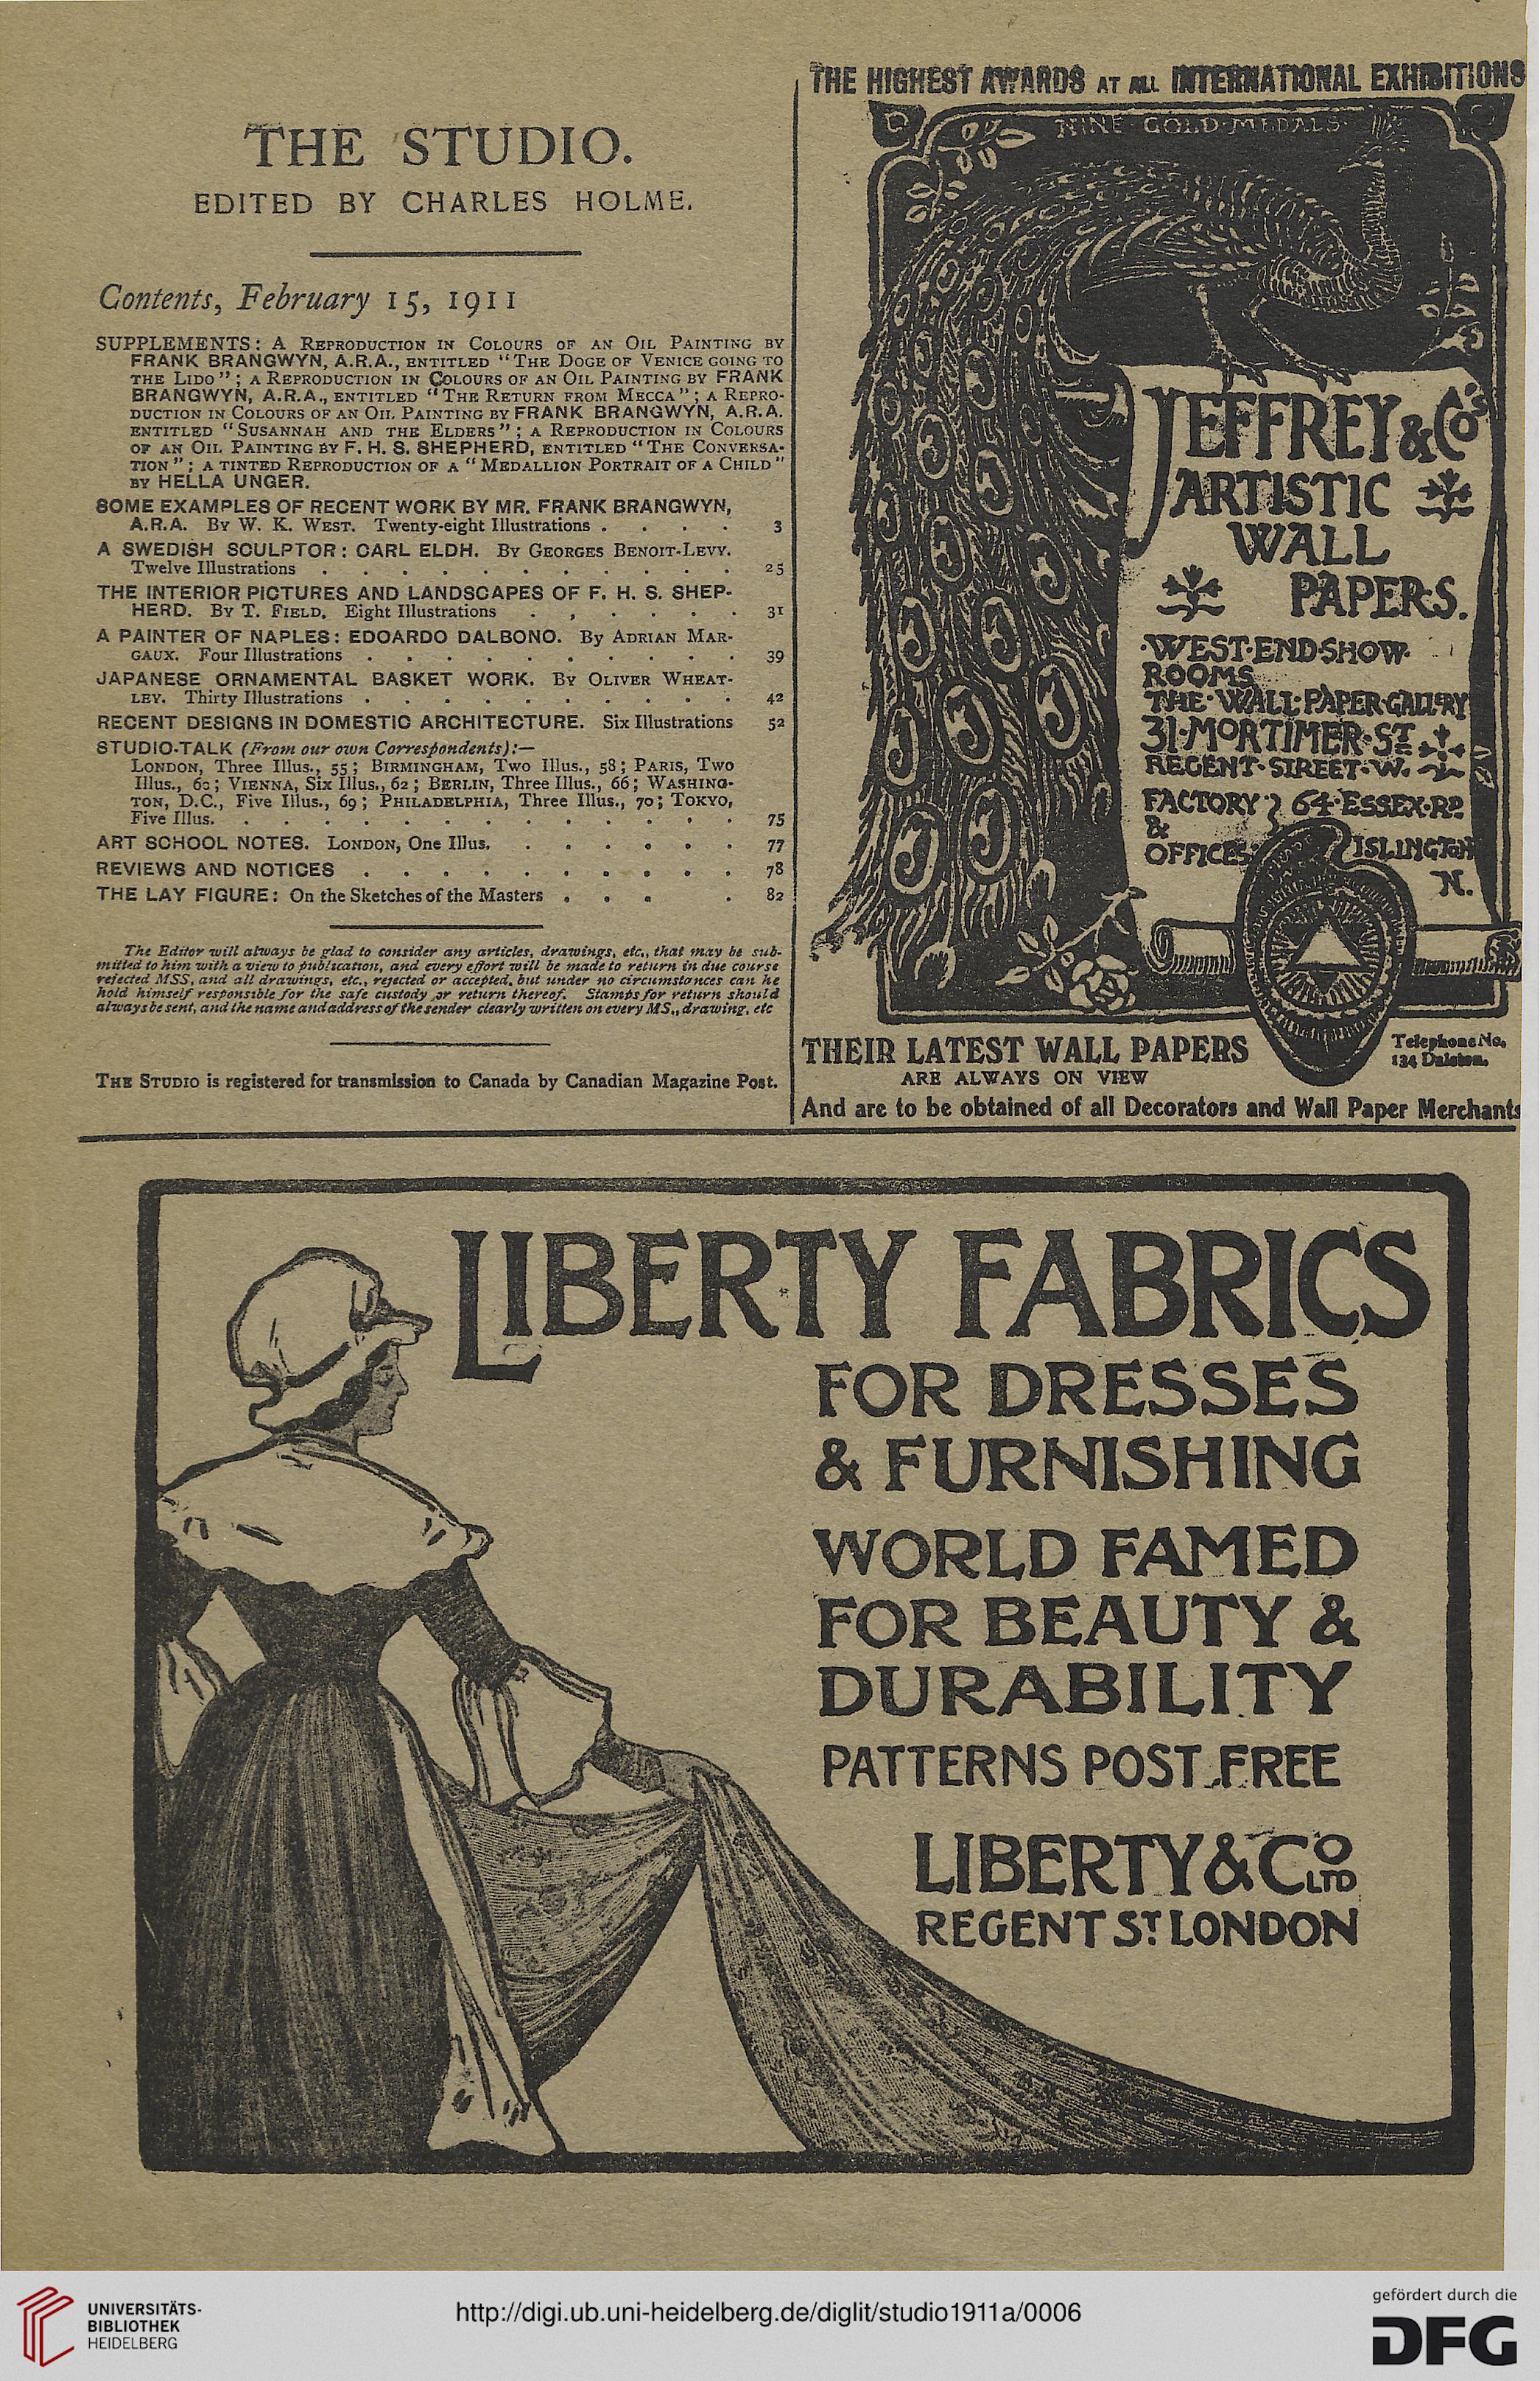 THE STUDIO.
EDITED BY CHARLES HOLME.
Contents, February 15, 1911
SUPPLEMENTS: A REPRODUCTION IN COLOURS OF AN OIL PAINTING BY
FRANK BRANGWYN, A.R.A., ENTITLED "THE DOGE OF VENICE GOING TO
THE LIDO"; A REPRODUCTION IN COLOURS OF AN OIL PAINTING BY FRANK
BRANGWYN, A.R.A., ENTITLED "THE RETURN FROM MECCA"; A REPRO-
DUCTION IN COLOURS OF AN OIL PAINTING BY FRANK BRANGWYN, A.R.A.
ENTITLED "SUSANNAH AND THE ELDERS"; A REPRODUCTION IN COLOURS
OF AN OIL PAINTING BY F. H. S. SHEPHERD, ENTITLED "THE CONVERSA-
TION"; A TINTED REPRODUCTION OF A "MEDALLION PORTRAIT OF A CHILD"
BY HELLA UNGER.
SOME EXAMPLES OF RECENT WORK BY MR. FRANK BRANGWYN,
A.R.A. BY W. K. WEST. Twenty-eight Illustrations . . . . 3
A SWEDISH SCULPTOR: CARL ELDH. BY GEORGES BENOIT-LEVY.
Twelve Illustrations . . . . . . . . . . . 25
THE INTERIOR PICTURES AND LANDSCAPES OF F. H. S. SHEP-
HERD. BY T. FIELD. Eight Illustrations . . . . . . 31
A PAINTER OF NAPLES: EDOARDO DALBONO. By ADRIAN MAR-
GAUX. Four Illustrations . . . . . . . . . . 39
JAPANESE ORNAMENTAL BASKET WORK. BY OLIVER WHEAT-
LEY. Thirty Illustrations . . . . . . . . . . 42
RECENT DESIGNS IN DOMESTIC ARCHITECTURE. Six Illustrations 52
STUDIO-TALK (From our own Correspondents):—
LONDON, Three Illus., 55; BIRMINGHAM, Two Illus., 58; PARIS, Two
Illus., 60; VIENNA, Six Illus., 62; BERLIN, Three Illus., 66; WASHING-
TON, D.C., Five Illus., 69; PHILADELPHIA, Three Illus., 70; TOKYO,
Five Illus. . . . . . . . . . . . . . 75
ART SCHOOL NOTES. LONDON, One Illus. . . . . . . 77
REVIEWS AND NOTICES . . . . . . . . . . 78
THE LAY FIGURE: On the Sketches of the Masters . . . . 82
The Editor will always be glad to consider any articles, drawings, etc., that may be sub-
mitted to him with a view to publication, and every effort will be made to return in due course
rejected MSS, and all drawings, etc., rejected or accepted, but under no circumstances can he
hold himself responsible for the safe custody or return thereof. Stamps for return should
always be sent, and the name and address of the sender clearly written on every MS., drawing, etc
THE STUDIO is registered for transmission to Canada by Canadian Magazine Post.
THE HIGHEST AWARDS AT ALL INTERNATIONAL EXHIBITIONS
NINE GOLD MEDALS
JEFFREY & Co's
ARTISTIC
WALL
PAPERS.
·WEST·END·SHOW·
ROOMS
THE·WALL·PAPER·GALLERY
31·MORTIMER·ST
REGENT·STREET·W.
FACTORY } 64·ESSEX·RD
&
OFFICES ISLINGTON
N.
THEIR LATEST WALL PAPERS
ARE ALWAYS ON VIEW
Telephone No.
134 Dalston.
And are to be obtained of all Decorators and Wall Paper Merchants
LIBERTY FABRICS
FOR DRESSES
& FURNISHING
WORLD FAMED
FOR BEAUTY &
DURABILITY
PATTERNS POST FREE
LIBERTY & Co LTD
REGENT ST LONDON
UNIVERSITÄTS-
BIBLIOTHEK
HEIDELBERG
http://digi.ub.uni-heidelberg.de/diglit/studio1911a/0006
gefördert durch die
DFG